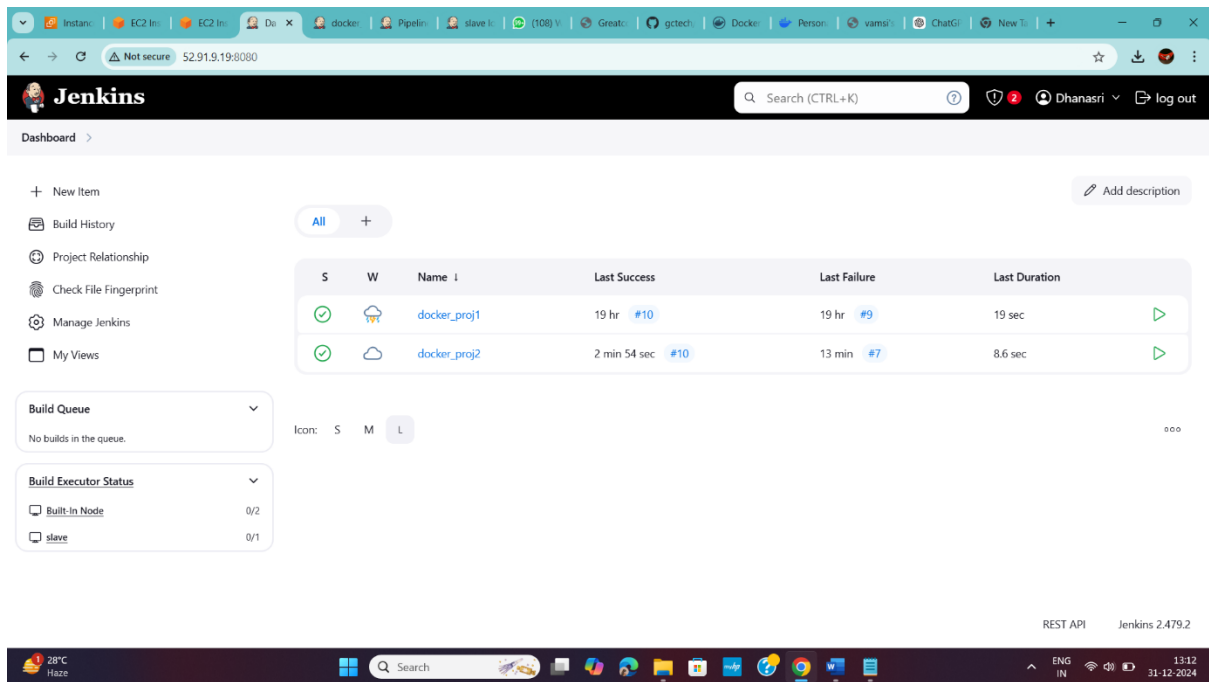 Instanc
EC2 Ins
EC2 Ins
Da
docker
Pipelin
slave lo
(108) W
Greatc
gctech
Docker
Person
vamsi's
ChatGP
New Ta
Not secure
52.91.9.19:8080
Jenkins
Search (CTRL+K)
2
Dhanasri
log out
Dashboard
New Item
Build History
Project Relationship
Check File Fingerprint
Manage Jenkins
My Views
Build Queue
No builds in the queue.
Build Executor Status
Built-In Node 0/2
slave 0/1
Add description
All +
S W Name ↓ Last Success Last Failure Last Duration
docker_proj1 19 hr #10 19 hr #9 19 sec
docker_proj2 2 min 54 sec #10 13 min #7 8.6 sec
Icon: S M L
REST API Jenkins 2.479.2
1
28°C
Haze
Search
ENG
IN
13:12
31-12-2024